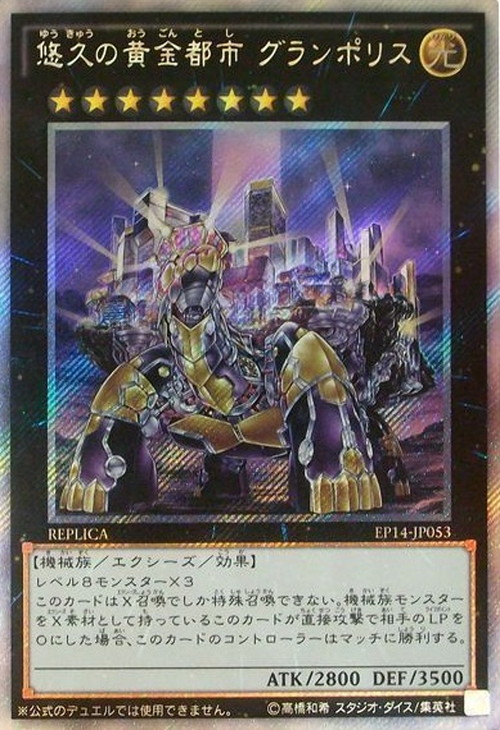 悠久の黄金都市 グランポリス
光
REPLICA
EP14-JP053
【機械族／エクシーズ／効果】
レベル８モンスター×３
このカードはＸ召喚でしか特殊召喚できない。機械族モンスター
をＸ素材として持っているこのカードが直接攻撃で相手のＬＰを
０にした場合、このカードのコントローラーはマッチに勝利する。
ATK/2800 DEF/3500
※公式のデュエルでは使用できません。
©高橋和希 スタジオ・ダイス/集英社